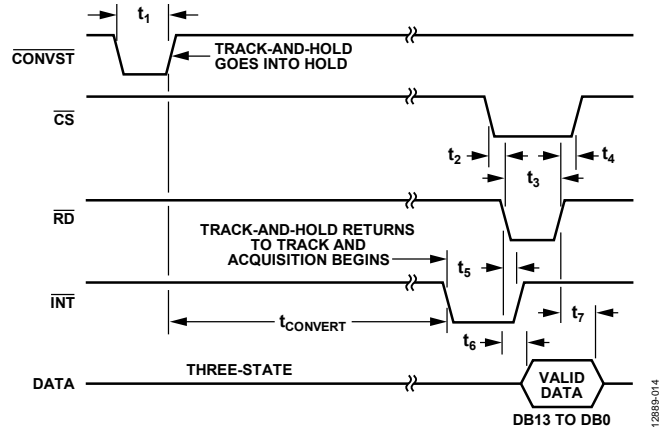 t1
CONVST
TRACK-AND-HOLD
GOES INTO HOLD
CS
t2
t3
t4
RD
TRACK-AND-HOLD RETURNS
TO TRACK AND
ACQUISITION BEGINS
t5
INT
tCONVERT
t6
t7
DATA
THREE-STATE
VALID
DATA
DB13 TO DB0
12889-014